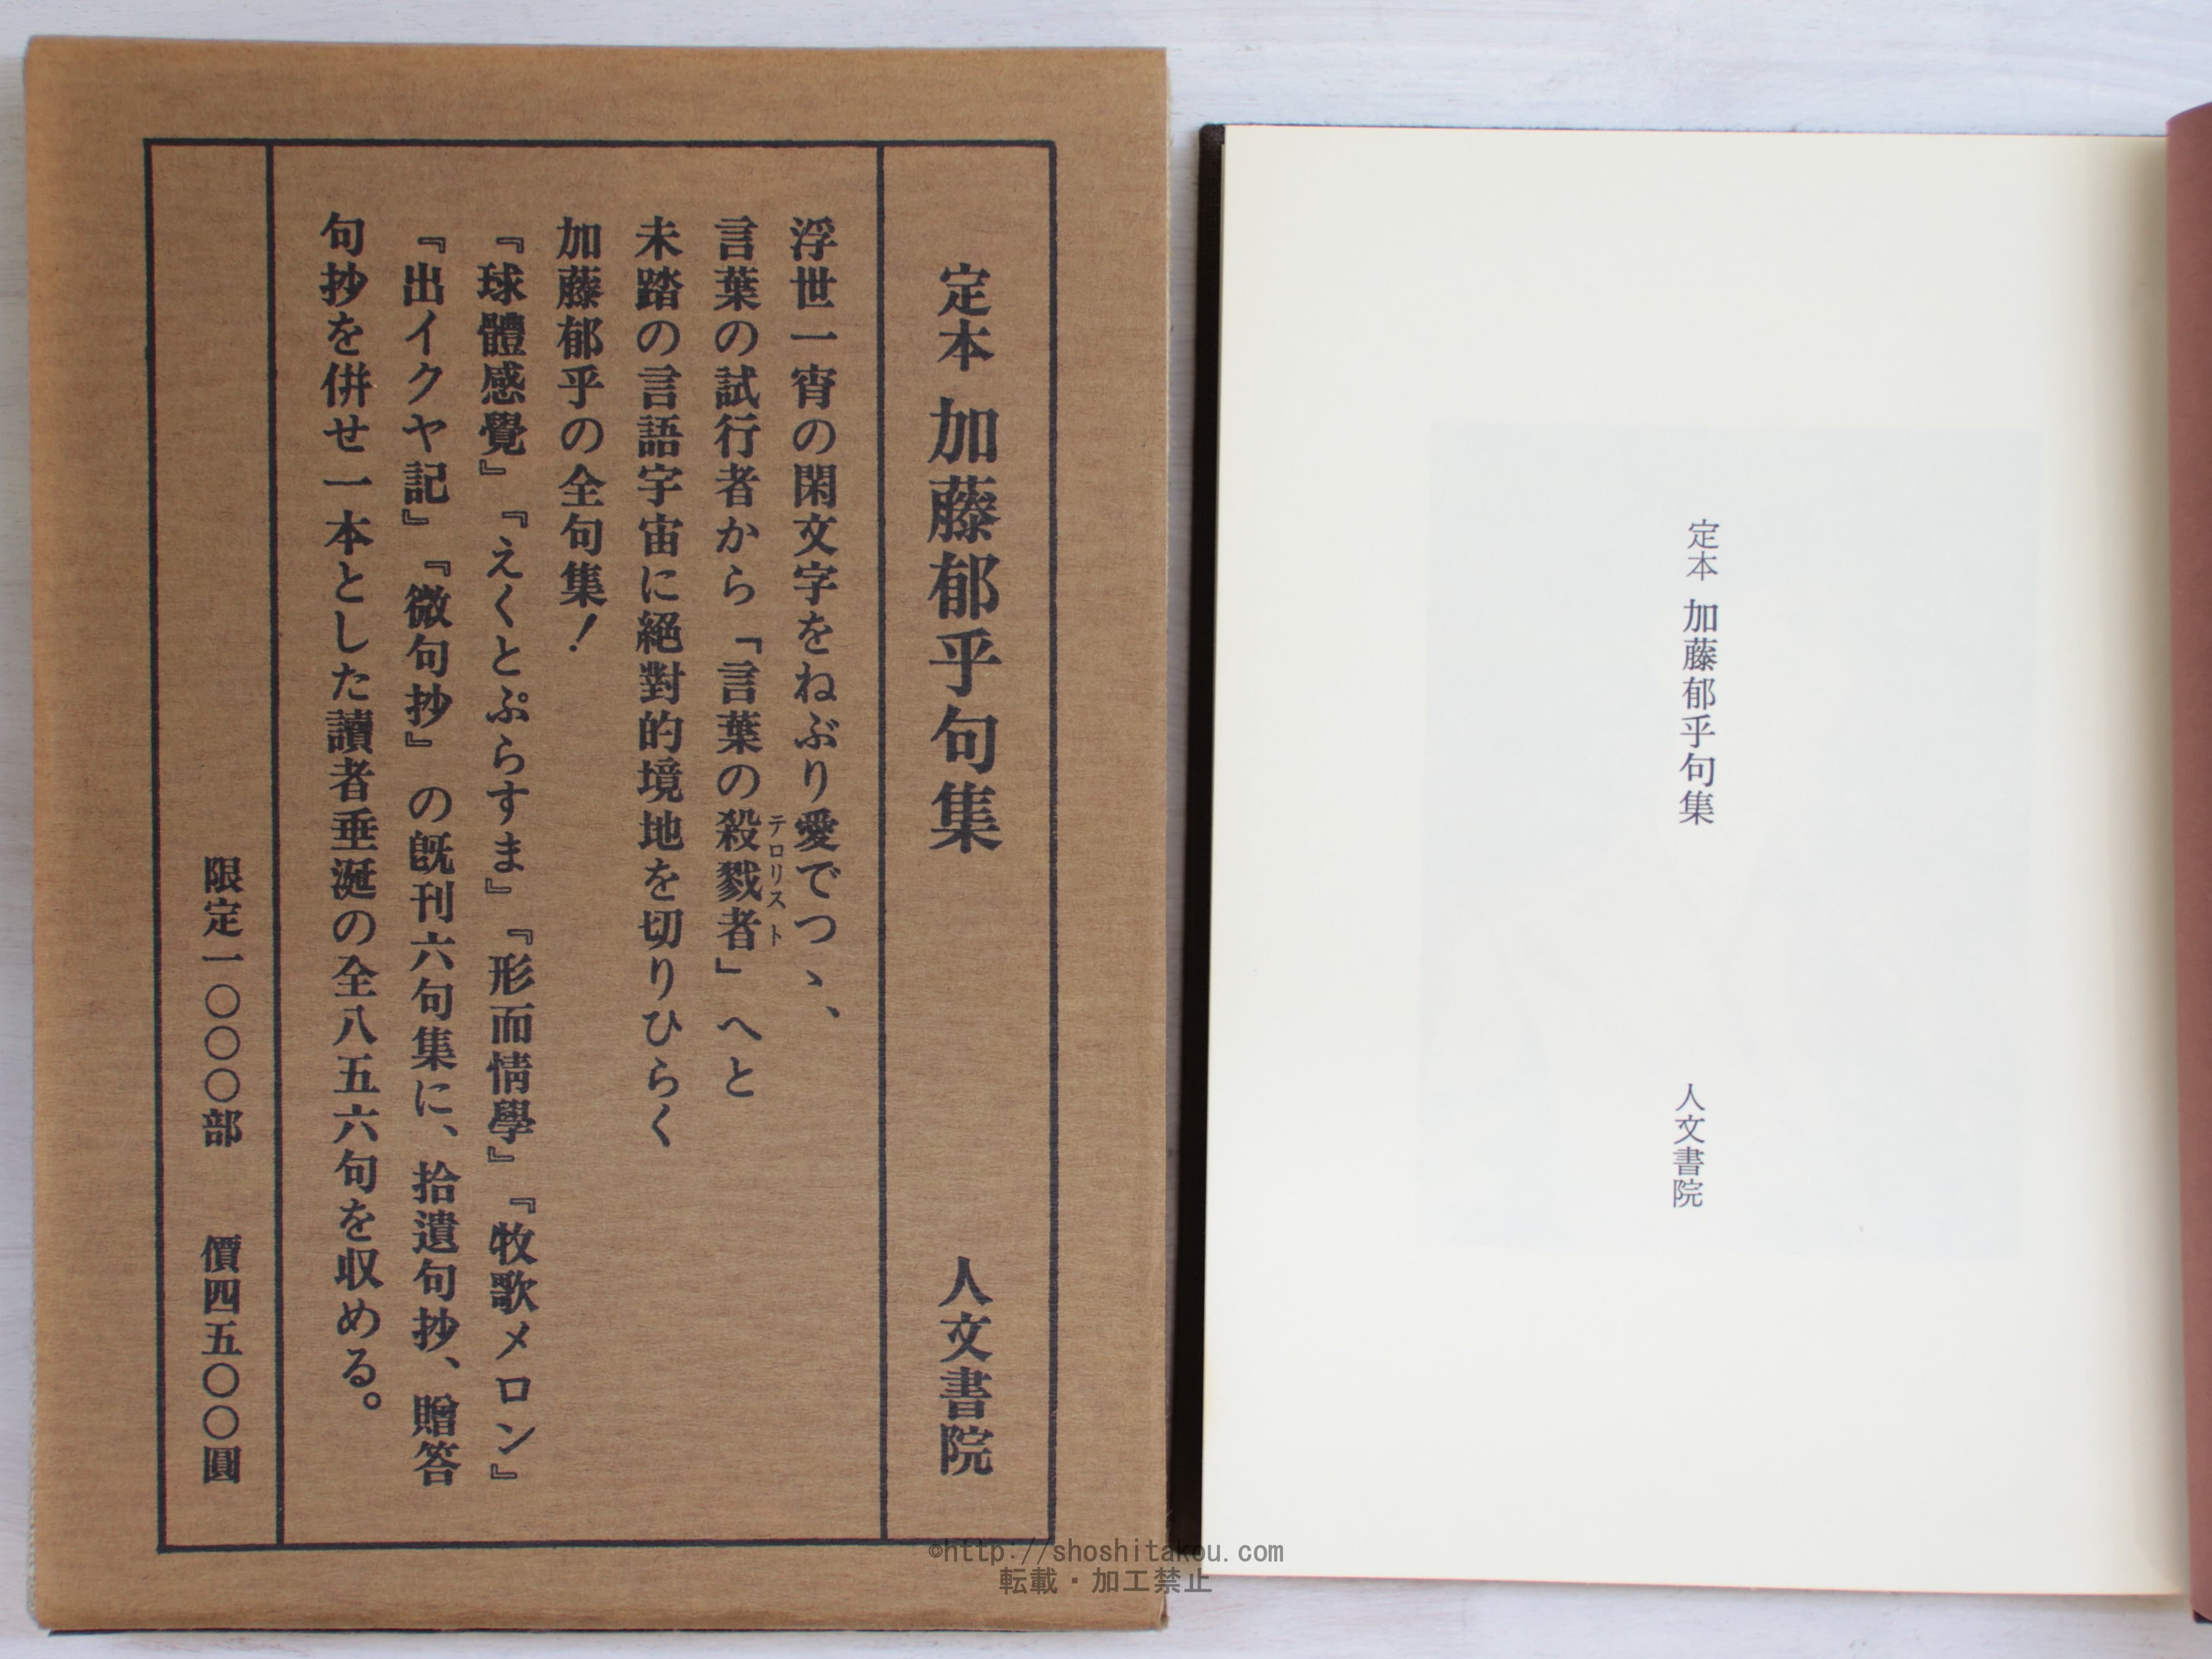 定本 加藤郁乎句集 人文書院
浮世一宵の閑文字をねぶり愛でつゝ、
言葉の試行者から「言葉の殺戮者」へと
テロリスト
未踏の言語宇宙に絕對的境地を切りひらく
加藤郁乎の全句集！
『球體感覺』『えくとぷらすま』『形而情學』『牧歌メロン』
『出イクヤ記』『微句抄』の既刊六句集に、拾遺句抄、贈答
句抄を併せ一本とした讀者垂涎の全八五六句を収める。
限定一〇〇〇部 價四五〇〇圓
定本 加藤郁乎句集
人文書院
©http://shoshitakou.com
転載・加工禁止